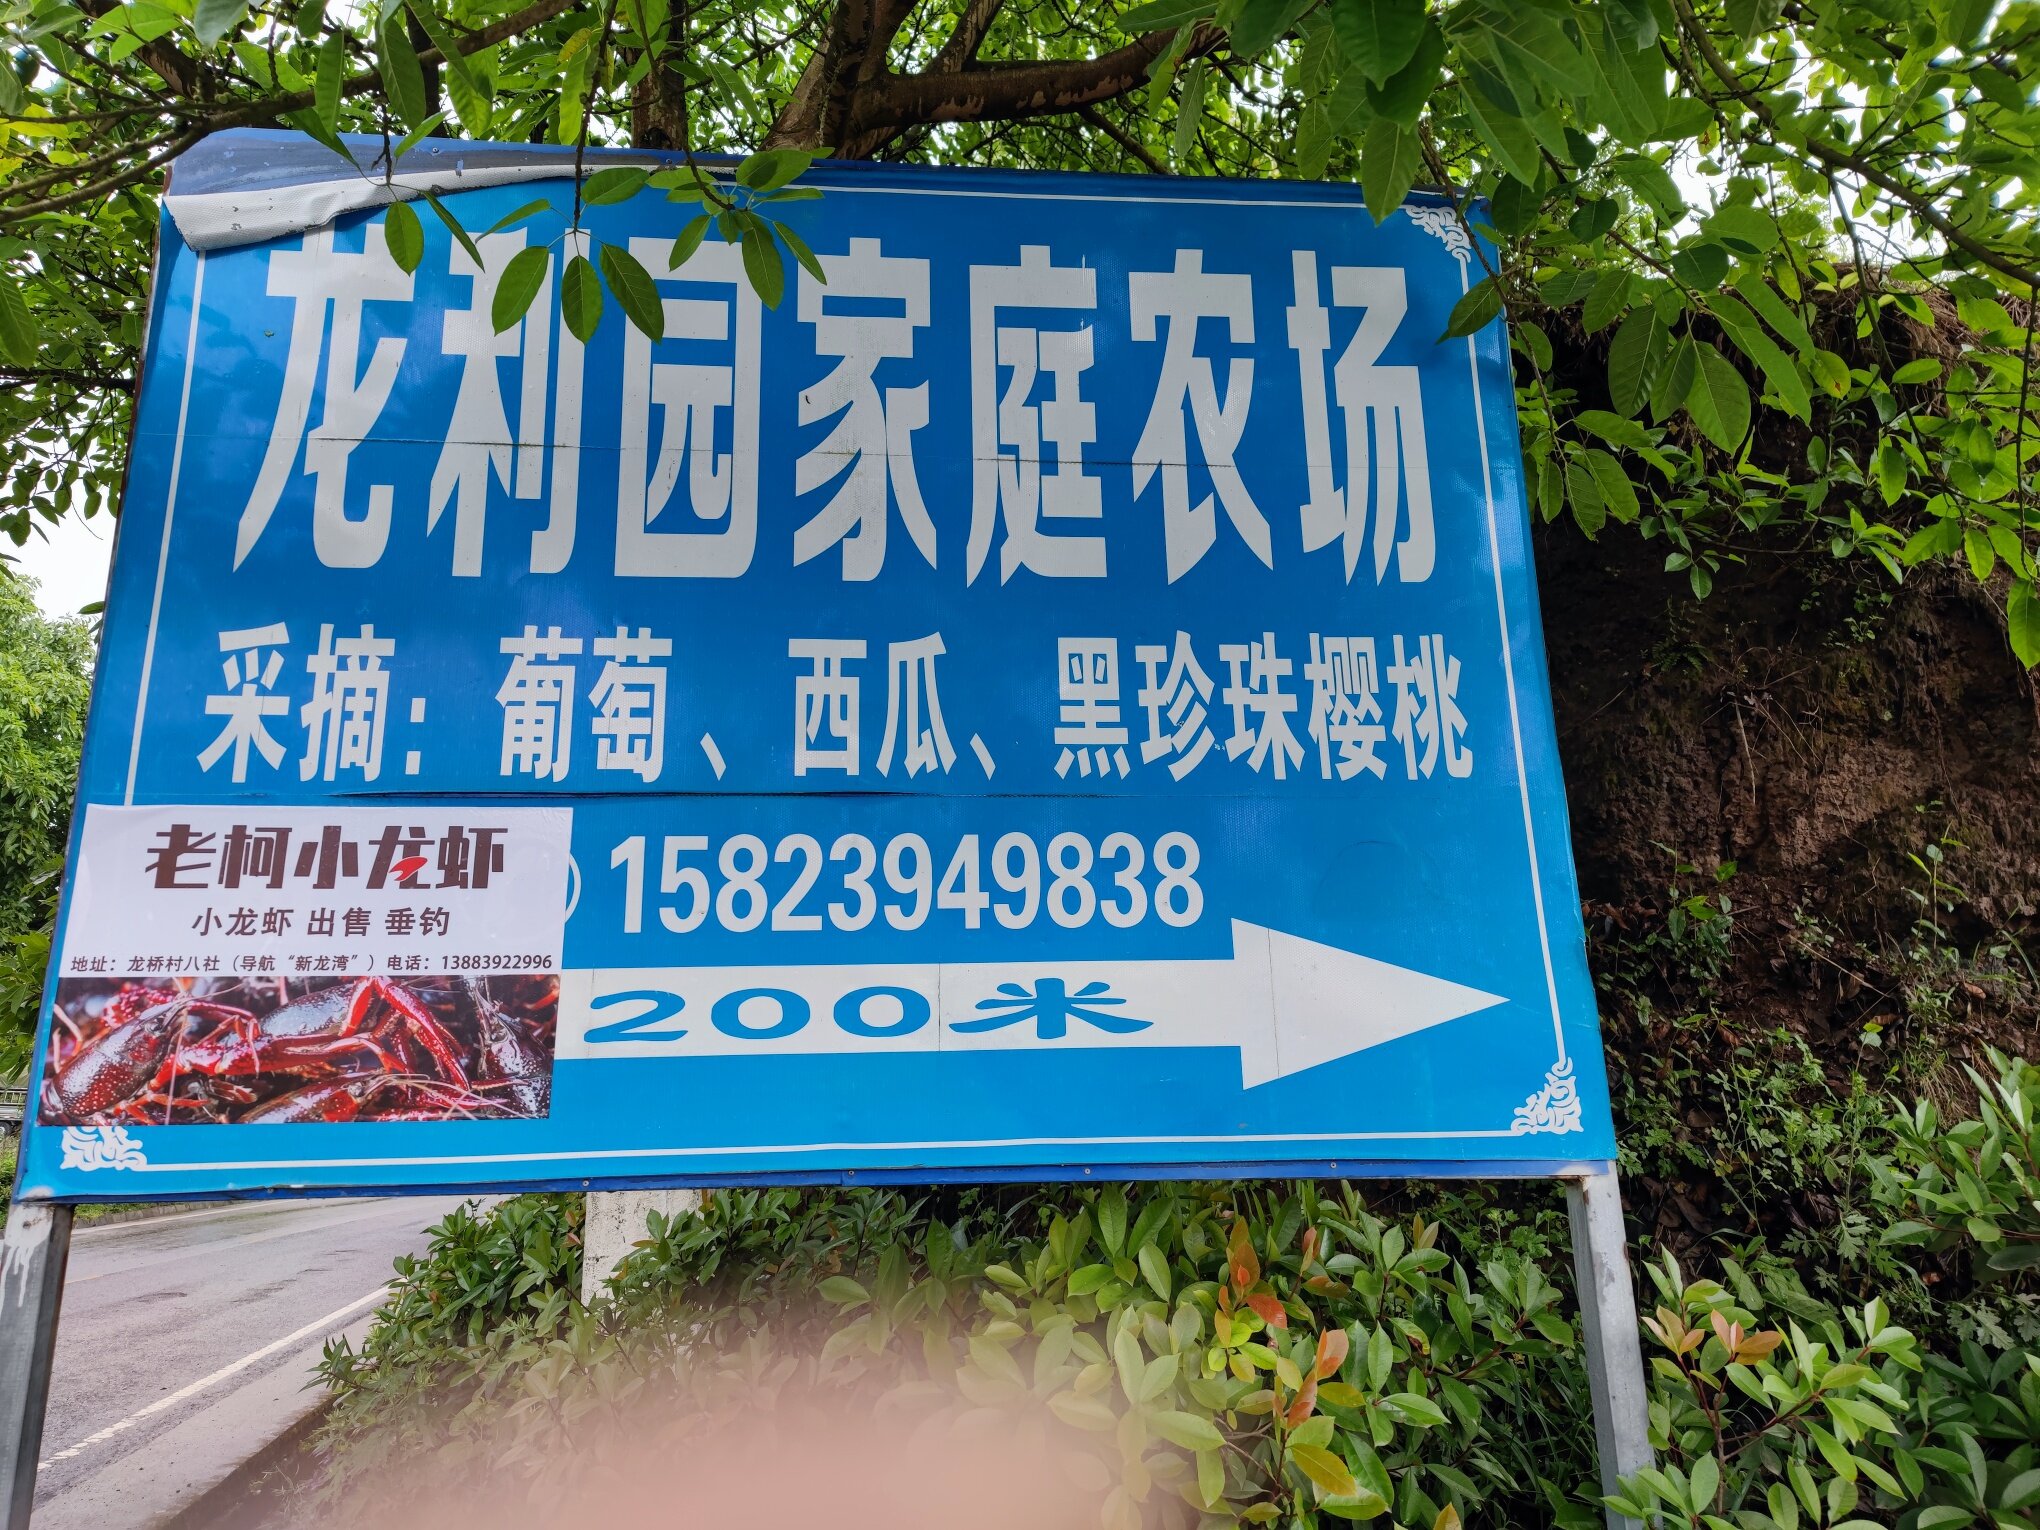 龙利园家庭农场
采摘：葡萄、西瓜、黑珍珠樱桃
15823949838
200米
老柯小龙虾
小龙虾 出售 垂钓
地址：龙桥村八社（导航“新龙湾”）电话：13883922996